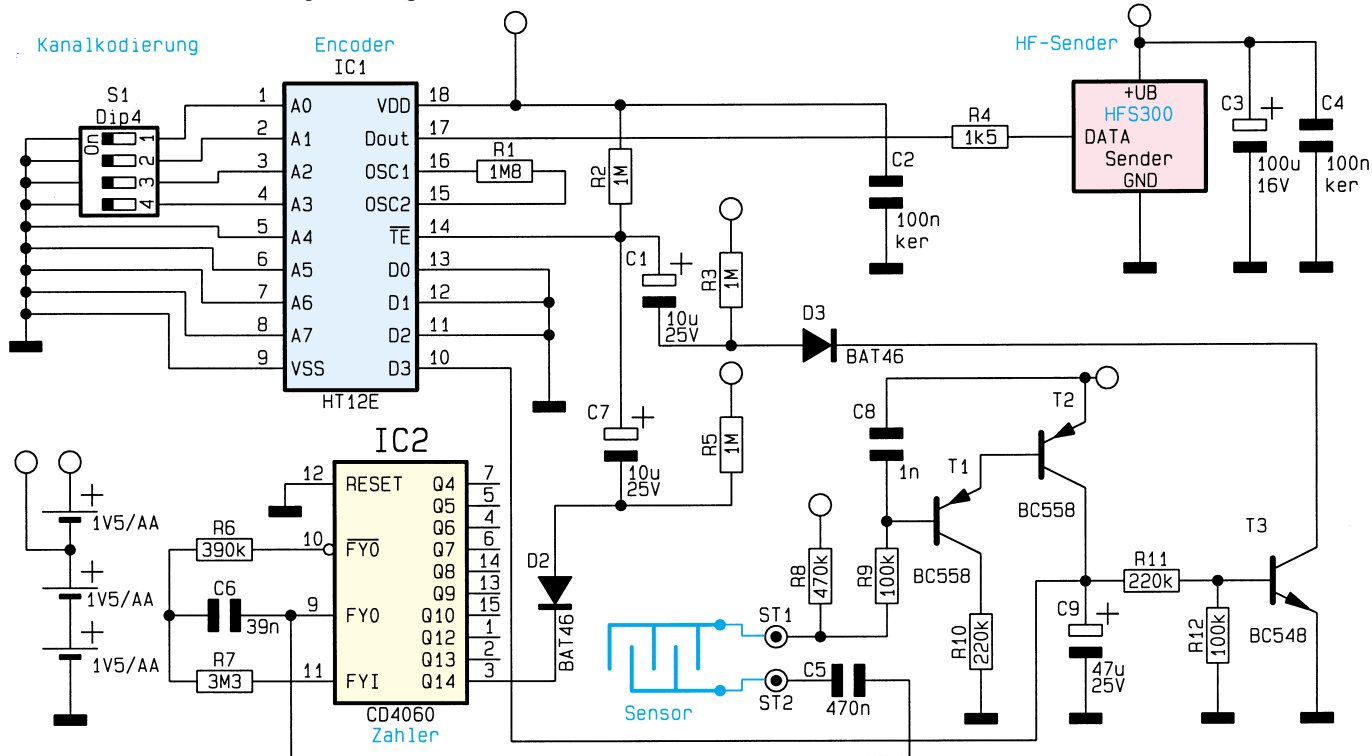 Kanalkodierung
Encoder
IC1
HF-Sender
S1
Dip4
On
1
2
3
4
1 A0
2 A1
3 A2
4 A3
5 A4
6 A5
7 A6
8 A7
9 VSS
VDD 18
Dout 17
OSC1 16
OSC2 15
TE 14
D0 13
D1 12
D2 11
D3 10
HT12E
R1
1M8
R2
1M
C1 +
10u
25V
R3
1M
C2
100n
ker
R4
1k5
+UB
HFS300
DATA
Sender
GND
C3 +
100u
16V
C4
100n
ker
D3
BAT46
C7 +
10u
25V
R5
1M
C8
1n
T1
BC558
T2
BC558
T3
BC548
IC2
12 RESET
10 FYO
9 FYO
11 FYI
Q4 7
Q5 5
Q6 4
Q7 6
Q8 14
Q9 13
Q10 15
Q12 1
Q13 2
Q14 3
CD4060
Zahler
+
1V5/AA
+
1V5/AA
+
1V5/AA
R6
390k
C6
39n
R7
3M3
D2
BAT46
R8
470k
R9
100k
R10
220k
R11
220k
R12
100k
C9 +
47u
25V
ST1
ST2
C5
470n
Sensor